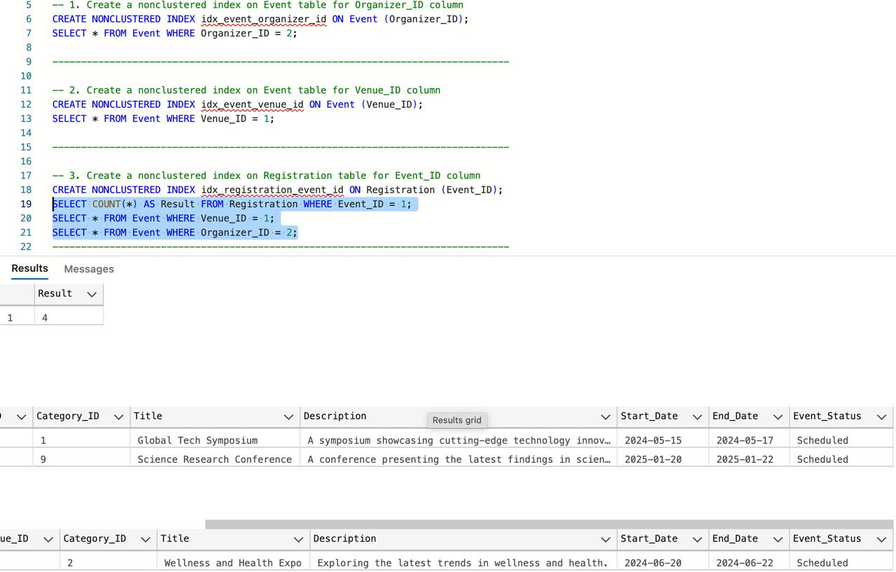 5 -- 1. Create a nonclustered index on Event table for Organizer_ID column
6 CREATE NONCLUSTERED INDEX idx_event_organizer_id ON Event (Organizer_ID);
7 SELECT * FROM Event WHERE Organizer_ID = 2;
8
9 ----------------------------------------------------------------------------
10
11 -- 2. Create a nonclustered index on Event table for Venue_ID column
12 CREATE NONCLUSTERED INDEX idx_event_venue_id ON Event (Venue_ID);
13 SELECT * FROM Event WHERE Venue_ID = 1;
14
15 ----------------------------------------------------------------------------
16
17 -- 3. Create a nonclustered index on Registration table for Event_ID column
18 CREATE NONCLUSTERED INDEX idx_registration_event_id ON Registration (Event_ID);
19 SELECT COUNT(*) AS Result FROM Registration WHERE Event_ID = 1;
20 SELECT * FROM Event WHERE Venue_ID = 1;
21 SELECT * FROM Event WHERE Organizer_ID = 2;
22 ----------------------------------------------------------------------------
Results Messages
Result
1 4
Category_ID Title Description Start_Date End_Date Event_Status
Results grid
1 Global Tech Symposium A symposium showcasing cutting-edge technology innov… 2024-05-15 2024-05-17 Scheduled
9 Science Research Conference A conference presenting the latest findings in scien… 2025-01-20 2025-01-22 Scheduled
ue_ID Category_ID Title Description Start_Date End_Date Event_Status
2 Wellness and Health Expo Exploring the latest trends in wellness and health. 2024-06-20 2024-06-22 Scheduled